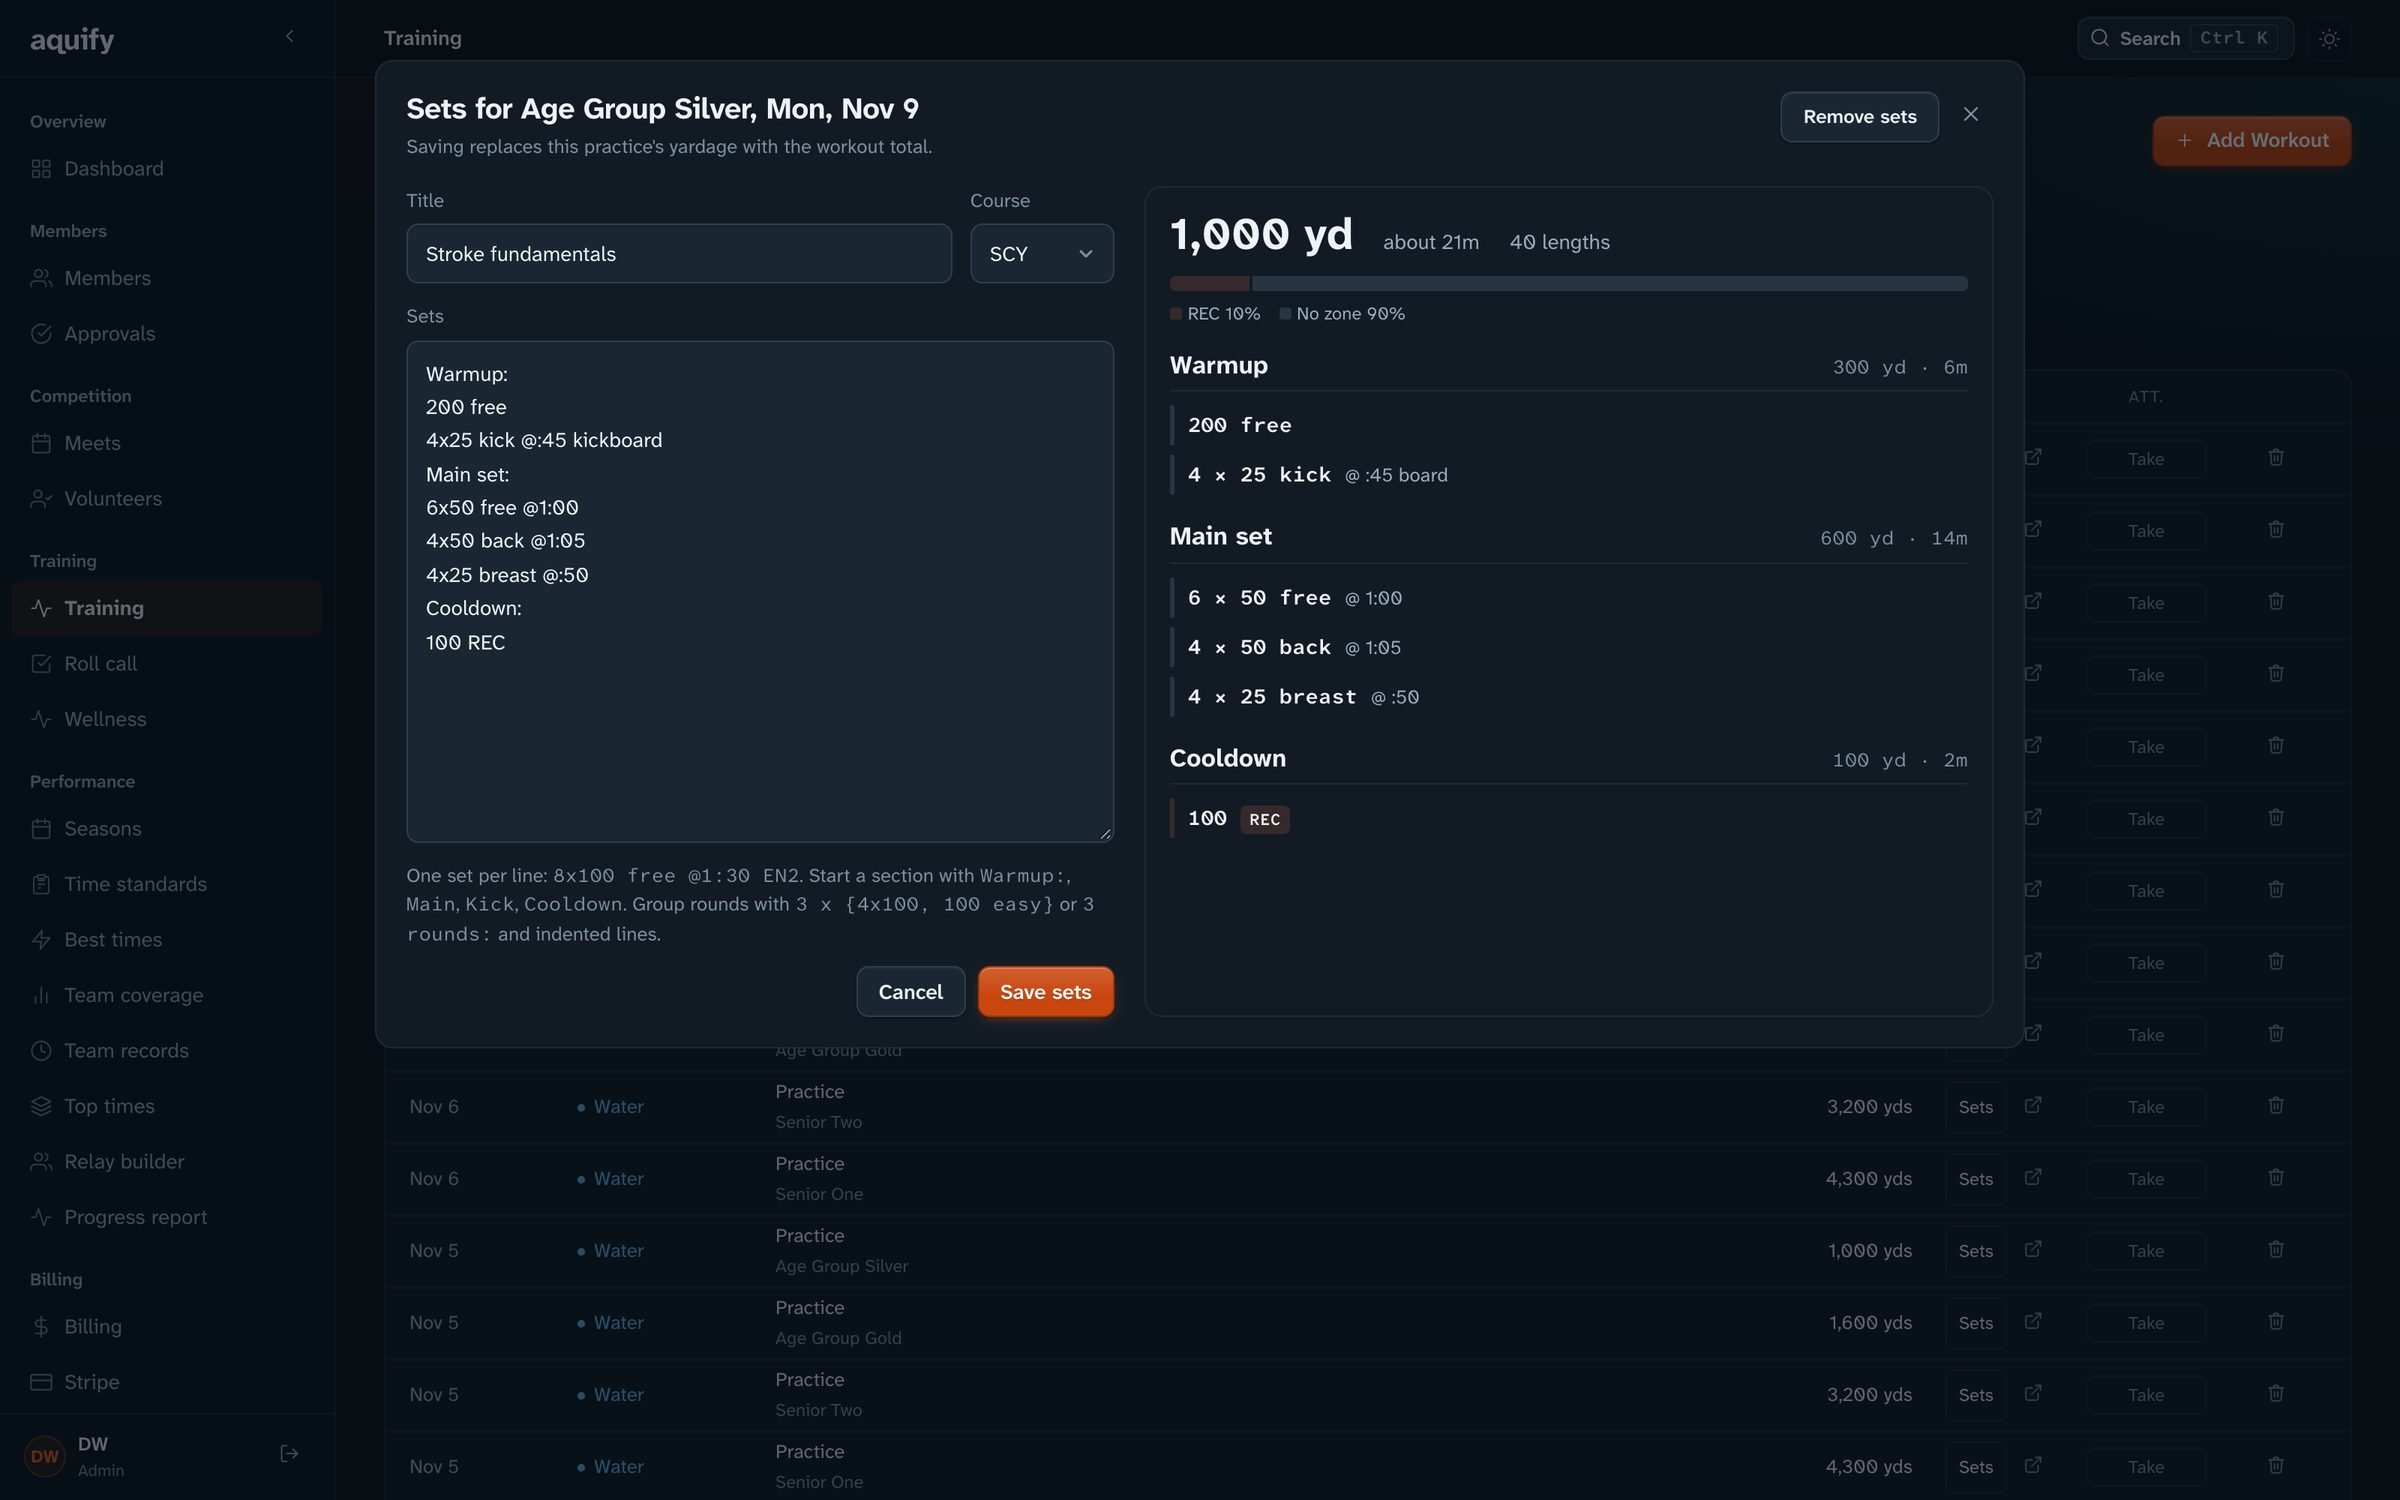 aquify
Training
Search Ctrl K
Overview
Dashboard
Members
Members
Approvals
Competition
Meets
Volunteers
Training
Training
Roll call
Wellness
Performance
Seasons
Time standards
Best times
Team coverage
Team records
Top times
Relay builder
Progress report
Billing
Billing
Stripe
DW
DW
Admin
+ Add Workout
Sets for Age Group Silver, Mon, Nov 9
Saving replaces this practice's yardage with the workout total.
Remove sets
Title
Course
Stroke fundamentals
SCY
Sets
Warmup:
200 free
4x25 kick @:45 kickboard
Main set:
6x50 free @1:00
4x50 back @1:05
4x25 breast @:50
Cooldown:
100 REC
One set per line: 8x100 free @1:30 EN2. Start a section with Warmup:,
Main, Kick, Cooldown. Group rounds with 3 x {4x100, 100 easy} or 3
rounds: and indented lines.
Cancel
Save sets
1,000 yd about 21m 40 lengths
REC 10% No zone 90%
Warmup 300 yd · 6m
200 free
4 × 25 kick @ :45 board
Main set 600 yd · 14m
6 × 50 free @ 1:00
4 × 50 back @ 1:05
4 × 25 breast @ :50
Cooldown 100 yd · 2m
100 REC
ATT.
Take
Take
Take
Take
Take
Take
Take
Take
Take
Age Group Gold
Nov 6 Water Practice 3,200 yds Sets Take
Senior Two
Nov 6 Water Practice 4,300 yds Sets Take
Senior One
Nov 5 Water Practice 1,000 yds Sets Take
Age Group Silver
Nov 5 Water Practice 1,600 yds Sets Take
Age Group Gold
Nov 5 Water Practice 3,200 yds Sets Take
Senior Two
Nov 5 Water Practice 4,300 yds Sets Take
Senior One